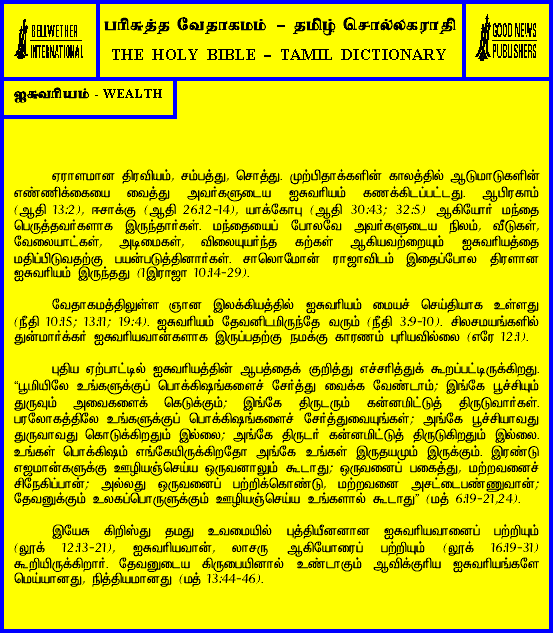 BELLWETHER
INTERNATIONAL
பரிசுத்த வேதாகமம் - தமிழ் சொல்லகராதி
THE HOLY BIBLE - TAMIL DICTIONARY
GOOD NEWS
PUBLISHERS
ஐசுவரியம் - WEALTH
ஏராளமான திரவியம், சம்பத்து, சொத்து. முற்பிதாக்களின் காலத்தில் ஆடுமாடுகளின்
எண்ணிக்கையை வைத்து அவர்களுடைய ஐசுவரியம் கணக்கிடப்பட்டது. ஆபிரகாம்
(ஆதி 13:2), ஈசாக்கு (ஆதி 26:12-14), யாக்கோபு (ஆதி 30:43; 32:5) ஆகியோர் மந்தை
பெருத்தவர்களாக இருந்தார்கள். மந்தையைப் போலவே அவர்களுடைய நிலம், வீடுகள்,
வேலையாட்கள், அடிமைகள், விலையுயர்ந்த கற்கள் ஆகியவற்றையும் ஐசுவரியத்தை
மதிப்பிடுவதற்கு பயன்படுத்தினார்கள். சாலொமோன் ராஜாவிடம் இதைப்போல திரளான
ஐசுவரியம் இருந்தது (1இராஜா 10:14-29).
வேதாகமத்திலுள்ள ஞான இலக்கியத்தில் ஐசுவரியம் மையச் செய்தியாக உள்ளது
(நீதி 10:15; 13:11; 19:4). ஐசுவரியம் தேவனிடமிருந்தே வரும் (நீதி 3:9-10). சிலசமயங்களில்
துன்மார்க்கர் ஐசுவரியவான்களாக இருப்பதற்கு நமக்கு காரணம் புரியவில்லை (எரே 12:1).
புதிய ஏற்பாட்டில் ஐசுவரியத்தின் ஆபத்தைக் குறித்து எச்சரித்துக் கூறப்பட்டிருக்கிறது.
"பூமியிலே உங்களுக்குப் பொக்கிஷங்களைச் சேர்த்து வைக்க வேண்டாம்; இங்கே பூச்சியும்
துருவும் அவைகளைக் கெடுக்கும்; இங்கே திருடரும் கன்னமிட்டுத் திருடுவார்கள்.
பரலோகத்திலே உங்களுக்குப் பொக்கிஷங்களைச் சேர்த்துவையுங்கள்; அங்கே பூச்சியாவது
துருவாவது கொடுக்கிறதும் இல்லை; அங்கே திருடர் கன்னமிட்டுத் திருடுகிறதும் இல்லை.
உங்கள் பொக்கிஷம் எங்கேயிருக்கிறதோ அங்கே உங்கள் இருதயமும் இருக்கும். இரண்டு
எஜமான்களுக்கு ஊழியஞ்செய்ய ஒருவனாலும் கூடாது; ஒருவனைப் பகைத்து, மற்றவனைச்
சிநேகிப்பான்; அல்லது ஒருவனைப் பற்றிக்கொண்டு, மற்றவனை அசட்டைபண்ணுவான்;
தேவனுக்கும் உலகப்பொருளுக்கும் ஊழியஞ்செய்ய உங்களால் கூடாது" (மத் 6:19-21,24).
இயேசு கிறிஸ்து தமது உவமையில் புத்தியீனனான ஐசுவரியவானைப் பற்றியும்
(லூக் 12:13-21), ஐசுவரியவான், லாசரு ஆகியோரைப் பற்றியும் (லூக் 16:19-31)
கூறியிருக்கிறார். தேவனுடைய கிருபையினால் உண்டாகும் ஆவிக்குரிய ஐசுவரியங்களே
மெய்யானது, நித்தியமானது (மத் 13:44-46).